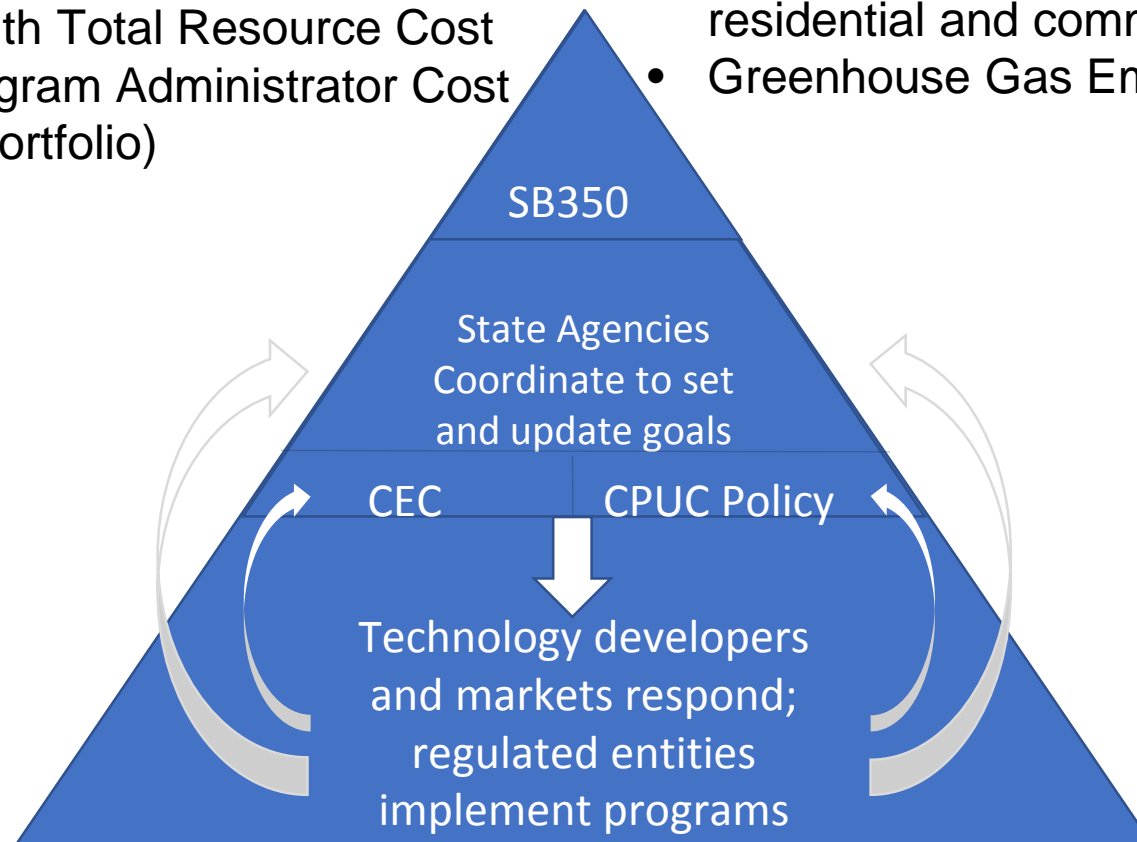 th Total Resource Cost
gram Administrator Cost
ortfolio)
residential and comm
• Greenhouse Gas Em
SB350
State Agencies
Coordinate to set
and update goals
CEC
CPUC Policy
Technology developers
and markets respond;
regulated entities
implement programs